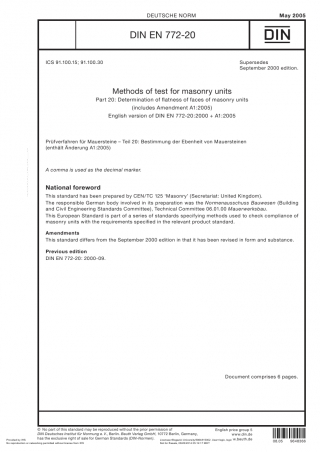 DEUTSCHE NORM
May 2005
DIN EN 772-20
DIN
ICS 91.100.15; 91.100.30
Supersedes
September 2000 edition.
Methods of test for masonry units
Part 20: Determination of flatness of faces of masonry units
(includes Amendment A1:2005)
English version of DIN EN 772-20:2000 + A1:2005
Prüfverfahren für Mauersteine – Teil 20: Bestimmung der Ebenheit von Mauersteinen
(enthält Änderung A1:2005)
A comma is used as the decimal marker.
National foreword
This standard has been prepared by CEN/TC 125 'Masonry' (Secretariat: United Kingdom).
The responsible German body involved in its preparation was the Normenausschuss Bauwesen (Building
and Civil Engineering Standards Committee), Technical Committee 06.01.00 Mauerwerksbau.
This European Standard is part of a series of standards specifying methods used to check compliance of
masonry units with the requirements specified in the relevant product standard.
Amendments
This standard differs from the September 2000 edition in that it has been revised in form and substance.
Previous edition
DIN EN 772-20: 2000-09.
Document comprises 6 pages.
© No part of this standard may be reproduced without the prior permission of
DIN Deutsches Institut für Normung e. V., Berlin. Beuth Verlag GmbH, 10772 Berlin, Germany,
has the exclusive right of sale for German Standards (DIN-Normen).
English price group
www.din.de
www.beuth.de